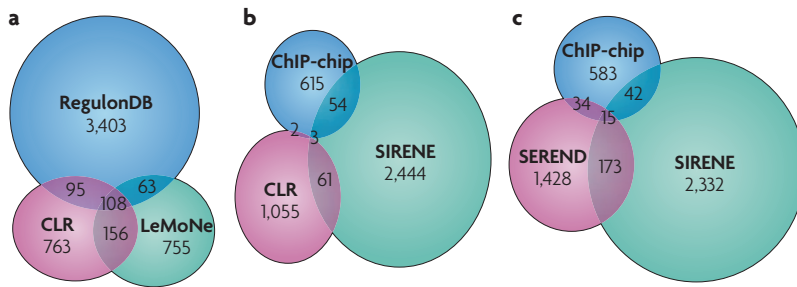 a
RegulonDB
3,403
95
63
108
CLR
763
156
LeMoNe
755
b
ChIP-chip
615
54
2
3
SIRENE
2,444
CLR
1,055
61
c
ChIP-chip
583
42
34
15
SEREND
1,428
173
SIRENE
2,332